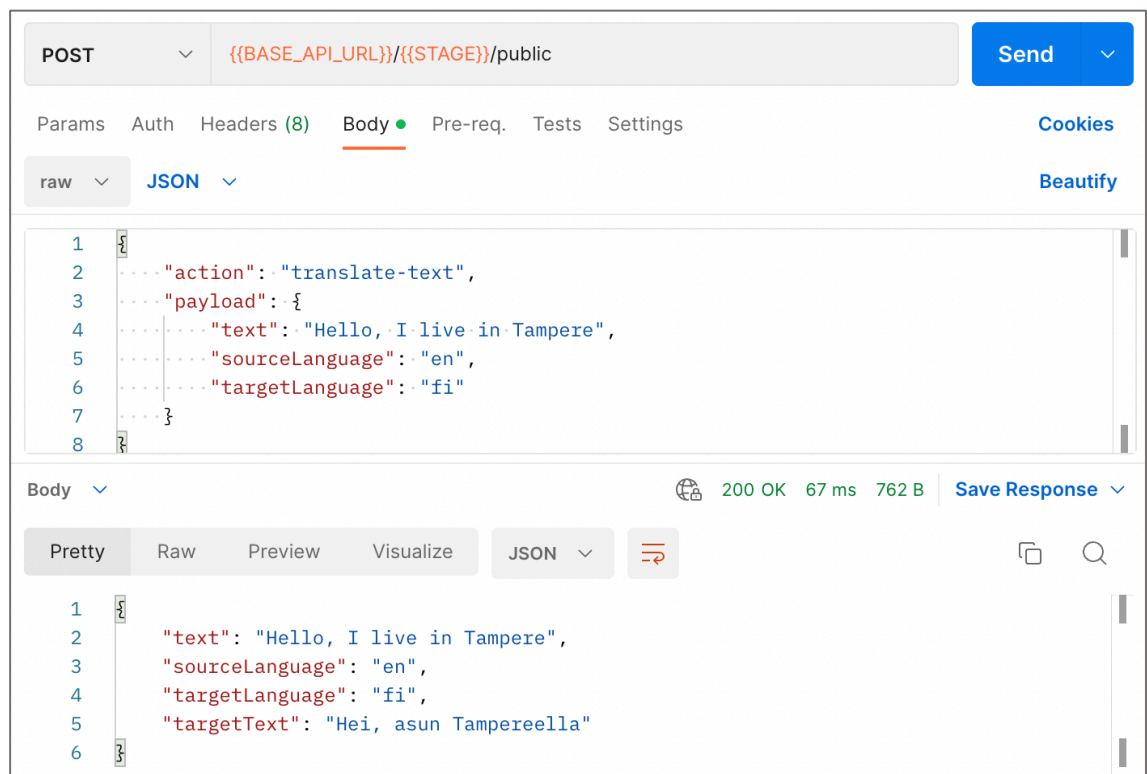 POST {{BASE_API_URL}}/{{STAGE}}/public Send
Params Auth Headers (8) Body Pre-req. Tests Settings Cookies
raw JSON Beautify
1 {
2 "action": "translate-text",
3 "payload": {
4 "text": "Hello, I live in Tampere",
5 "sourceLanguage": "en",
6 "targetLanguage": "fi"
7 }
8 }
Body 200 OK 67 ms 762 B Save Response
Pretty Raw Preview Visualize JSON
1 {
2 "text": "Hello, I live in Tampere",
3 "sourceLanguage": "en",
4 "targetLanguage": "fi",
5 "targetText": "Hei, asun Tampereella"
6 }